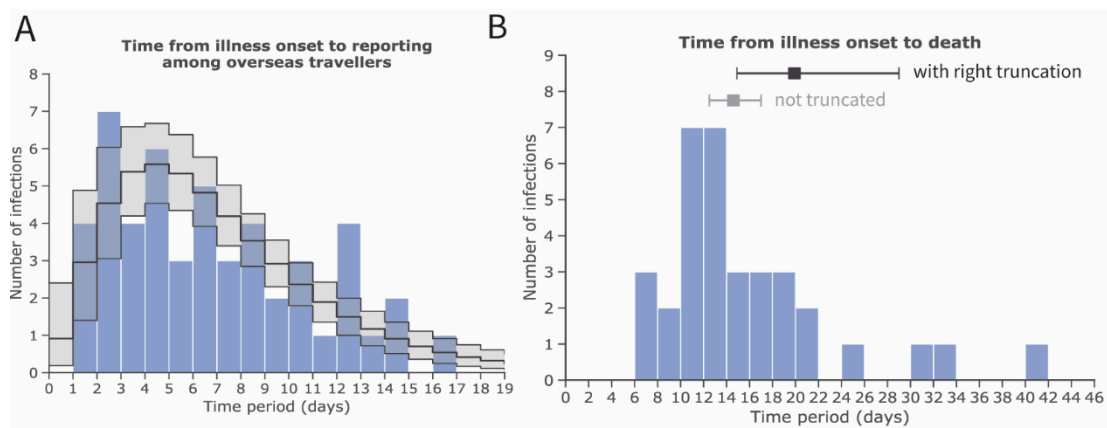 A
Time from illness onset to reporting
among overseas travellers
8
7
6
5
4
3
2
1
0
Number of infections
0 1 2 3 4 5 6 7 8 9 10 11 12 13 14 15 16 17 18 19
Time period (days)
B
Time from illness onset to death
with right truncation
not truncated
9
8
7
6
5
4
3
2
1
0
Number of infections
0 2 4 6 8 10 12 14 16 18 20 22 24 26 28 30 32 34 36 38 40 42 44 46
Time period (days)